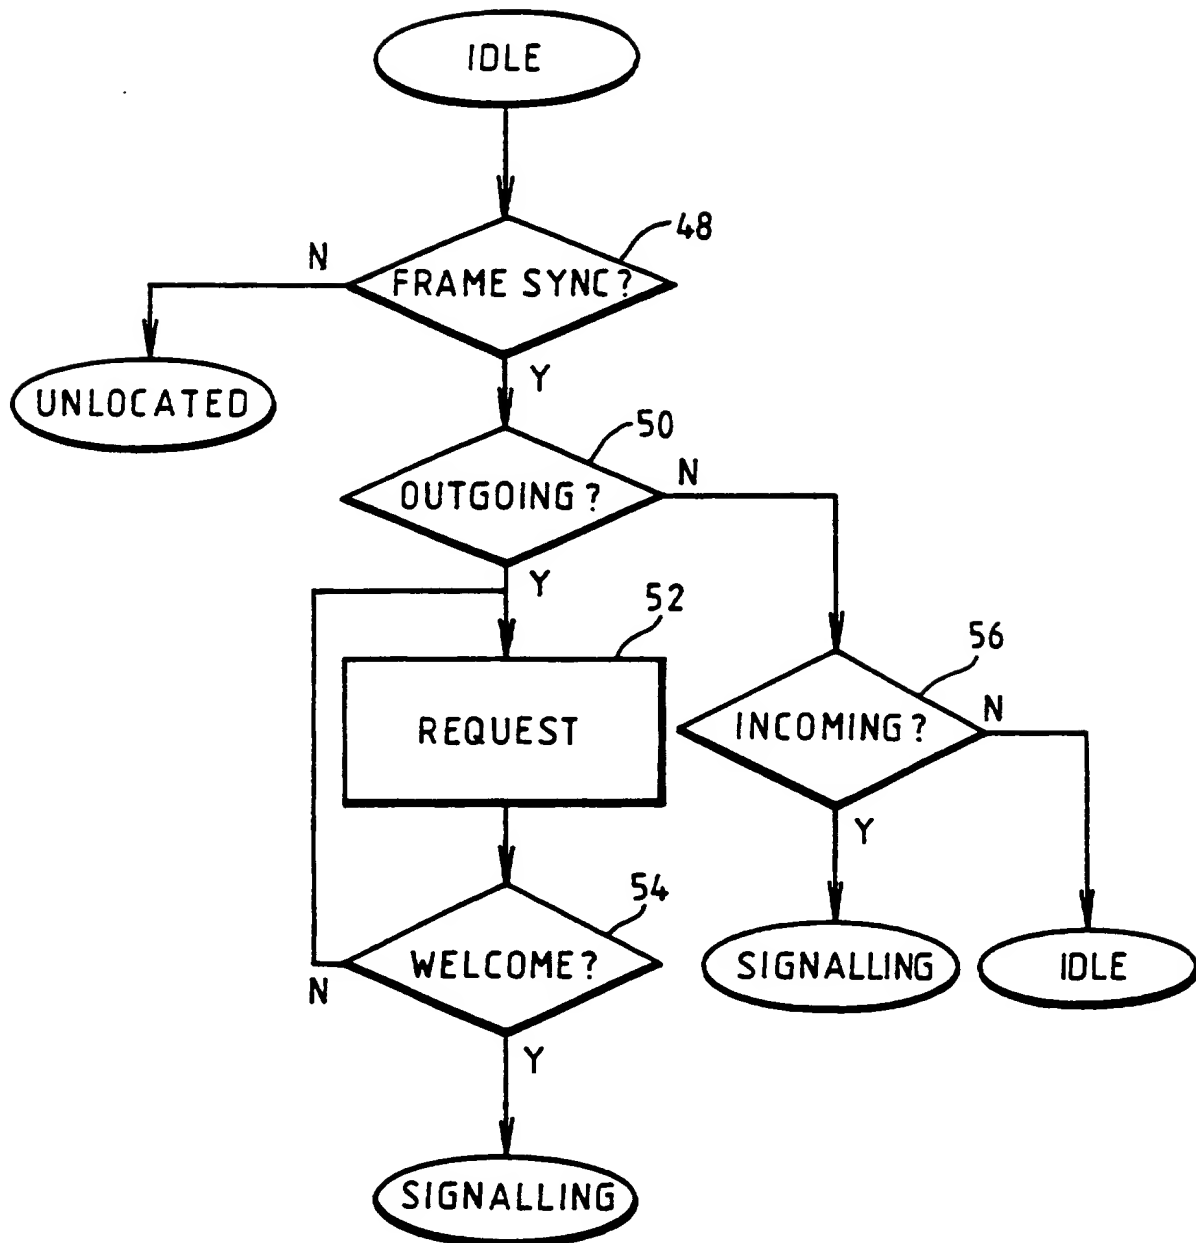 IDLE
48
N
FRAME SYNC?
Y
UNLOCATED
50
OUTGOING?
N
Y
52
56
REQUEST
INCOMING?
N
Y
54
WELCOME?
N
SIGNALLING
IDLE
Y
SIGNALLING